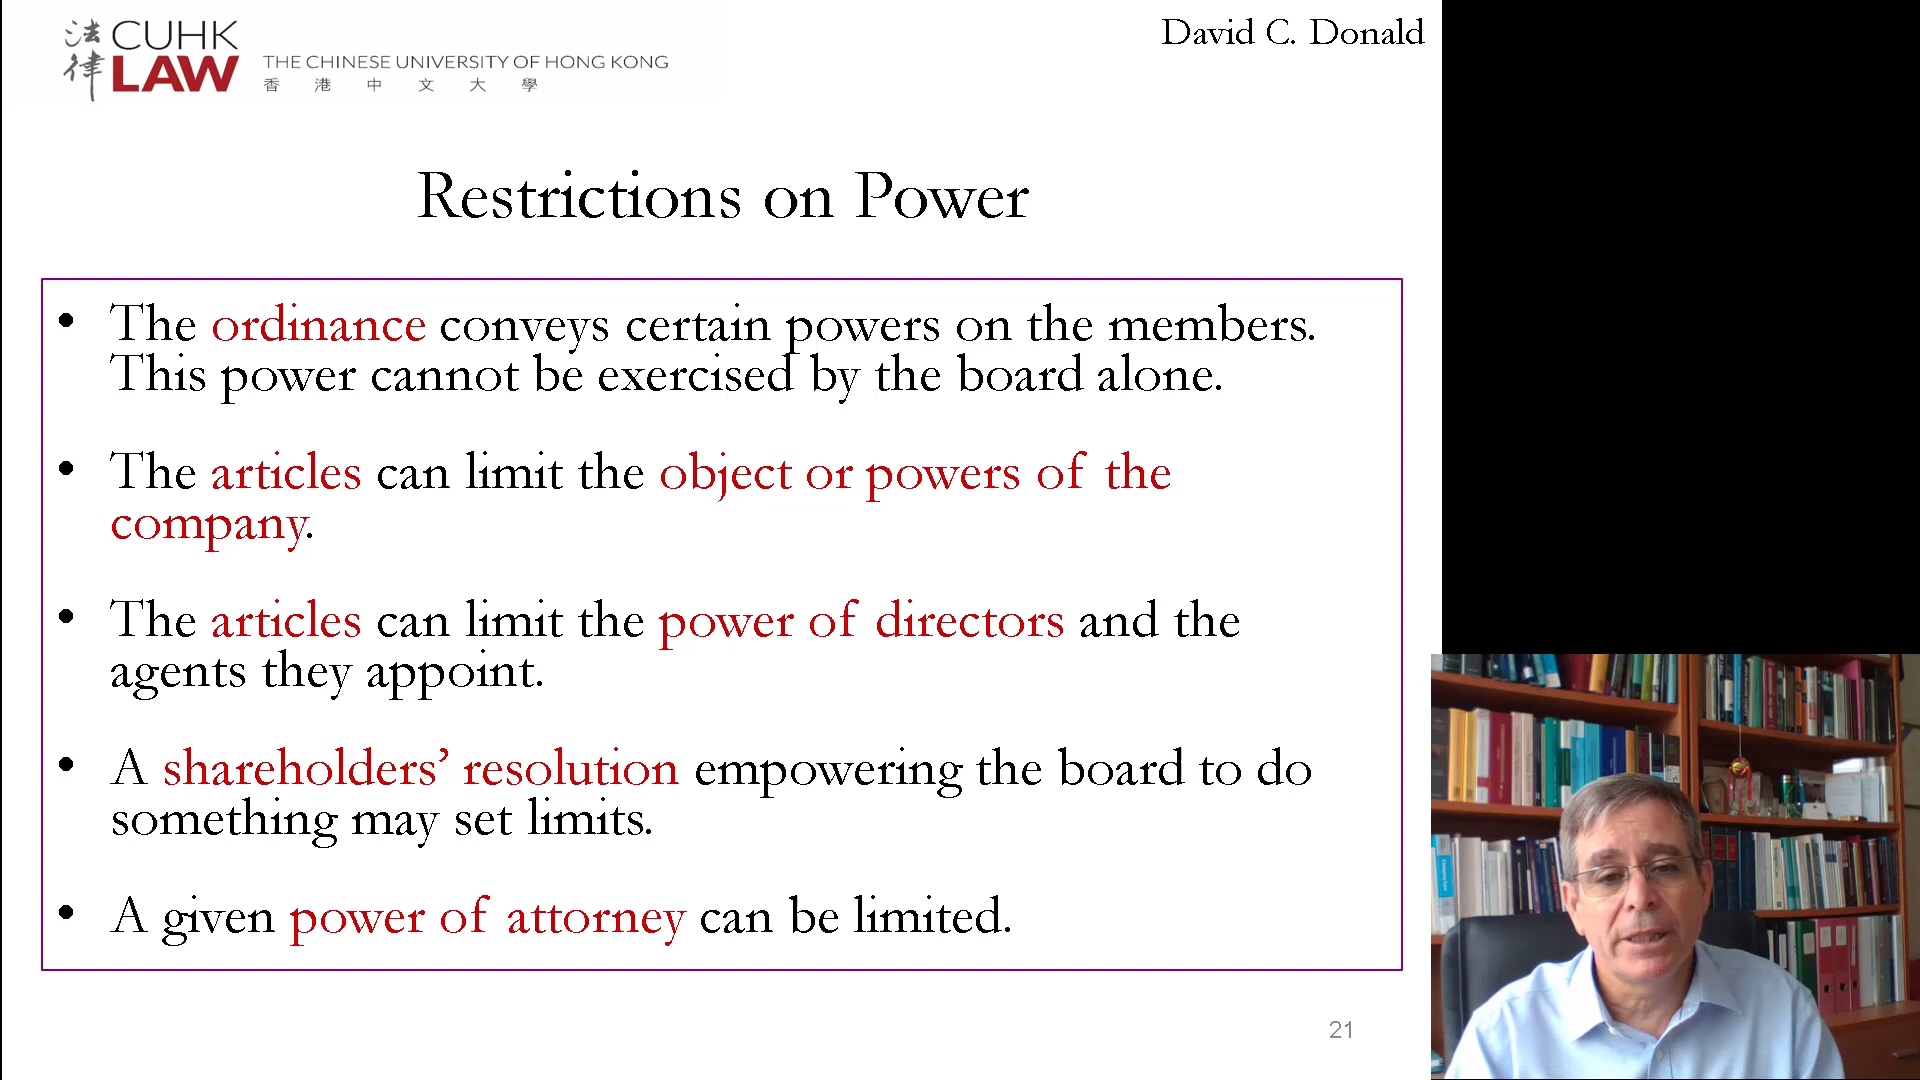 法律
CUHK
LAW
THE CHINESE UNIVERSITY OF HONG KONG
香港中文大學
David C. Donald
Restrictions on Power
• The ordinance conveys certain powers on the members.
This power cannot be exercised by the board alone.
• The articles can limit the object or powers of the
company.
• The articles can limit the power of directors and the
agents they appoint.
• A shareholders’ resolution empowering the board to do
something may set limits.
• A given power of attorney can be limited.
21